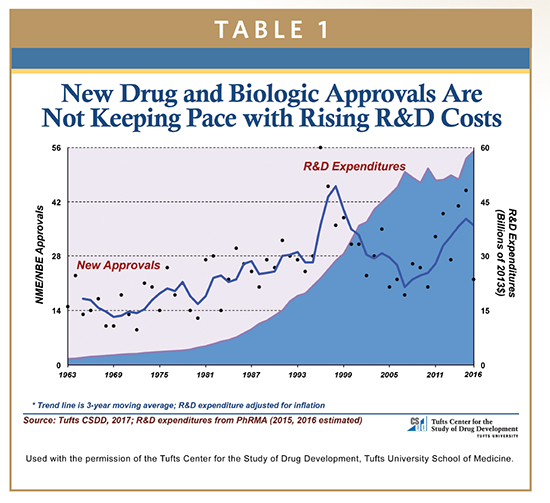 TABLE 1
New Drug and Biologic Approvals Are
Not Keeping Pace with Rising R&D Costs
56
42
28
14
0
NME/NBE Approvals
R&D Expenditures
New Approvals
60
45
30
15
0
R&D Expenditures
(Billions of 2013$)
1963
1969
1975
1981
1987
1993
1999
2005
2011
2016
* Trend line is 3-year moving average; R&D expenditure adjusted for inflation
Source: Tufts CSDD, 2017; R&D expenditures from PhRMA (2015, 2016 estimated)
CSDD
Tufts Center for the
Study of Drug Development
TUFTS UNIVERSITY
Used with the permission of the Tufts Center for the Study of Drug Development, Tufts University School of Medicine.